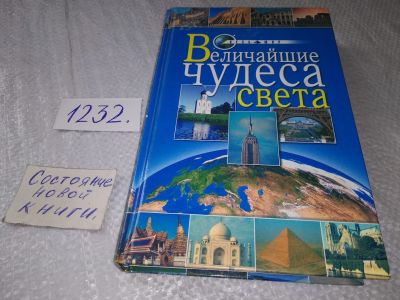 Величайшие
чудеса
света
1232.
Состояние
новой
книги.